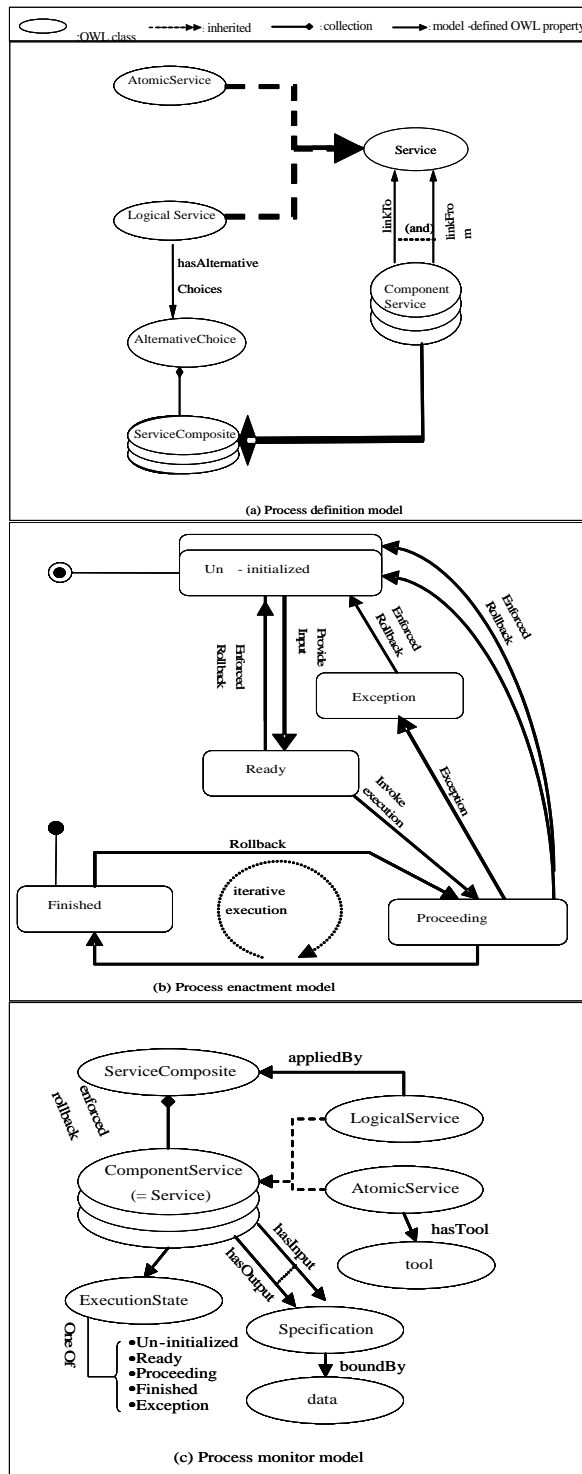 :OWL class
: inherited
: collection
: model -defined OWL property
AtomicService
Service
Logical Service
linkTo
(and)
linkFro
m
hasAlternative
Choices
Component
Service
AlternativeChoice
ServiceComposite
(a) Process definition model
Un - initialized
Enforced
Rollback
Provide
Input
Enforced
Rollback
Enforced
Rollback
Exception
Ready
Invoke
execution
Exception
Rollback
iterative
execution
Finished
Proceeding
(b) Process enactment model
appliedBy
ServiceComposite
enforced
rollback
LogicalService
ComponentService
(= Service)
AtomicService
hasTool
hasInput
hasOutput
tool
ExecutionState
Specification
One Of
•Un-initialized
•Ready
•Proceeding
•Finished
•Exception
boundBy
data
(c) Process monitor model